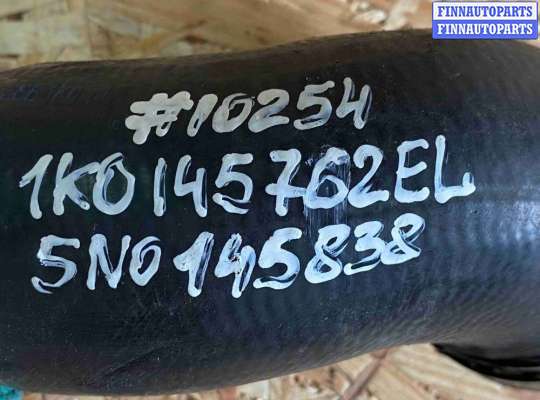 FINNAUTOPARTS
FINNAUTOPARTS
#10254
1K0145762EL
5N0145838